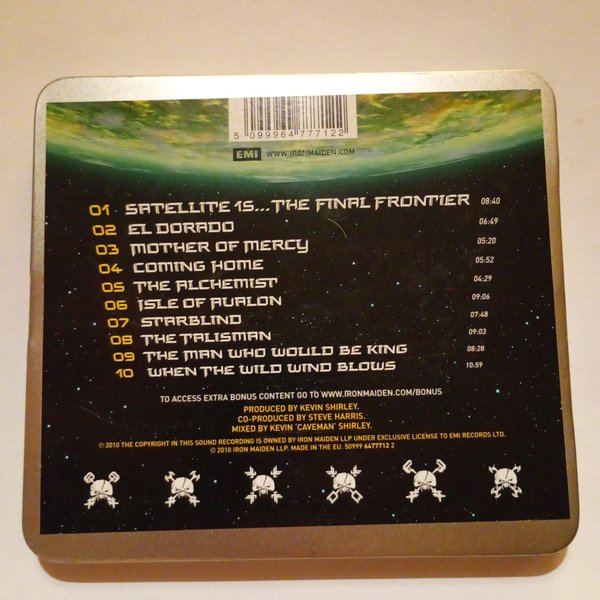 5 099964 777122
EMI WWW.IRONMAIDEN.COM
01 SATELLITE 15...THE FINAL FRONTIER 08:40
02 EL DORADO 06:49
03 MOTHER OF MERCY 05:20
04 COMING HOME 05:52
05 THE ALCHEMIST 04:29
06 ISLE OF AVALON 09:06
07 STARBLIND 07:48
08 THE TALISMAN 09:03
09 THE MAN WHO WOULD BE KING 08:28
10 WHEN THE WILD WIND BLOWS 10:59
TO ACCESS EXTRA BONUS CONTENT GO TO WWW.IRONMAIDEN.COM/BONUS
PRODUCED BY KEVIN SHIRLEY.
CO-PRODUCED BY STEVE HARRIS.
MIXED BY KEVIN 'CAVEMAN' SHIRLEY.
℗ 2010 THE COPYRIGHT IN THIS SOUND RECORDING IS OWNED BY IRON MAIDEN LLP UNDER EXCLUSIVE LICENSE TO EMI RECORDS LTD.
© 2010 IRON MAIDEN LLP. MADE IN THE EU. 50999 6477712 2